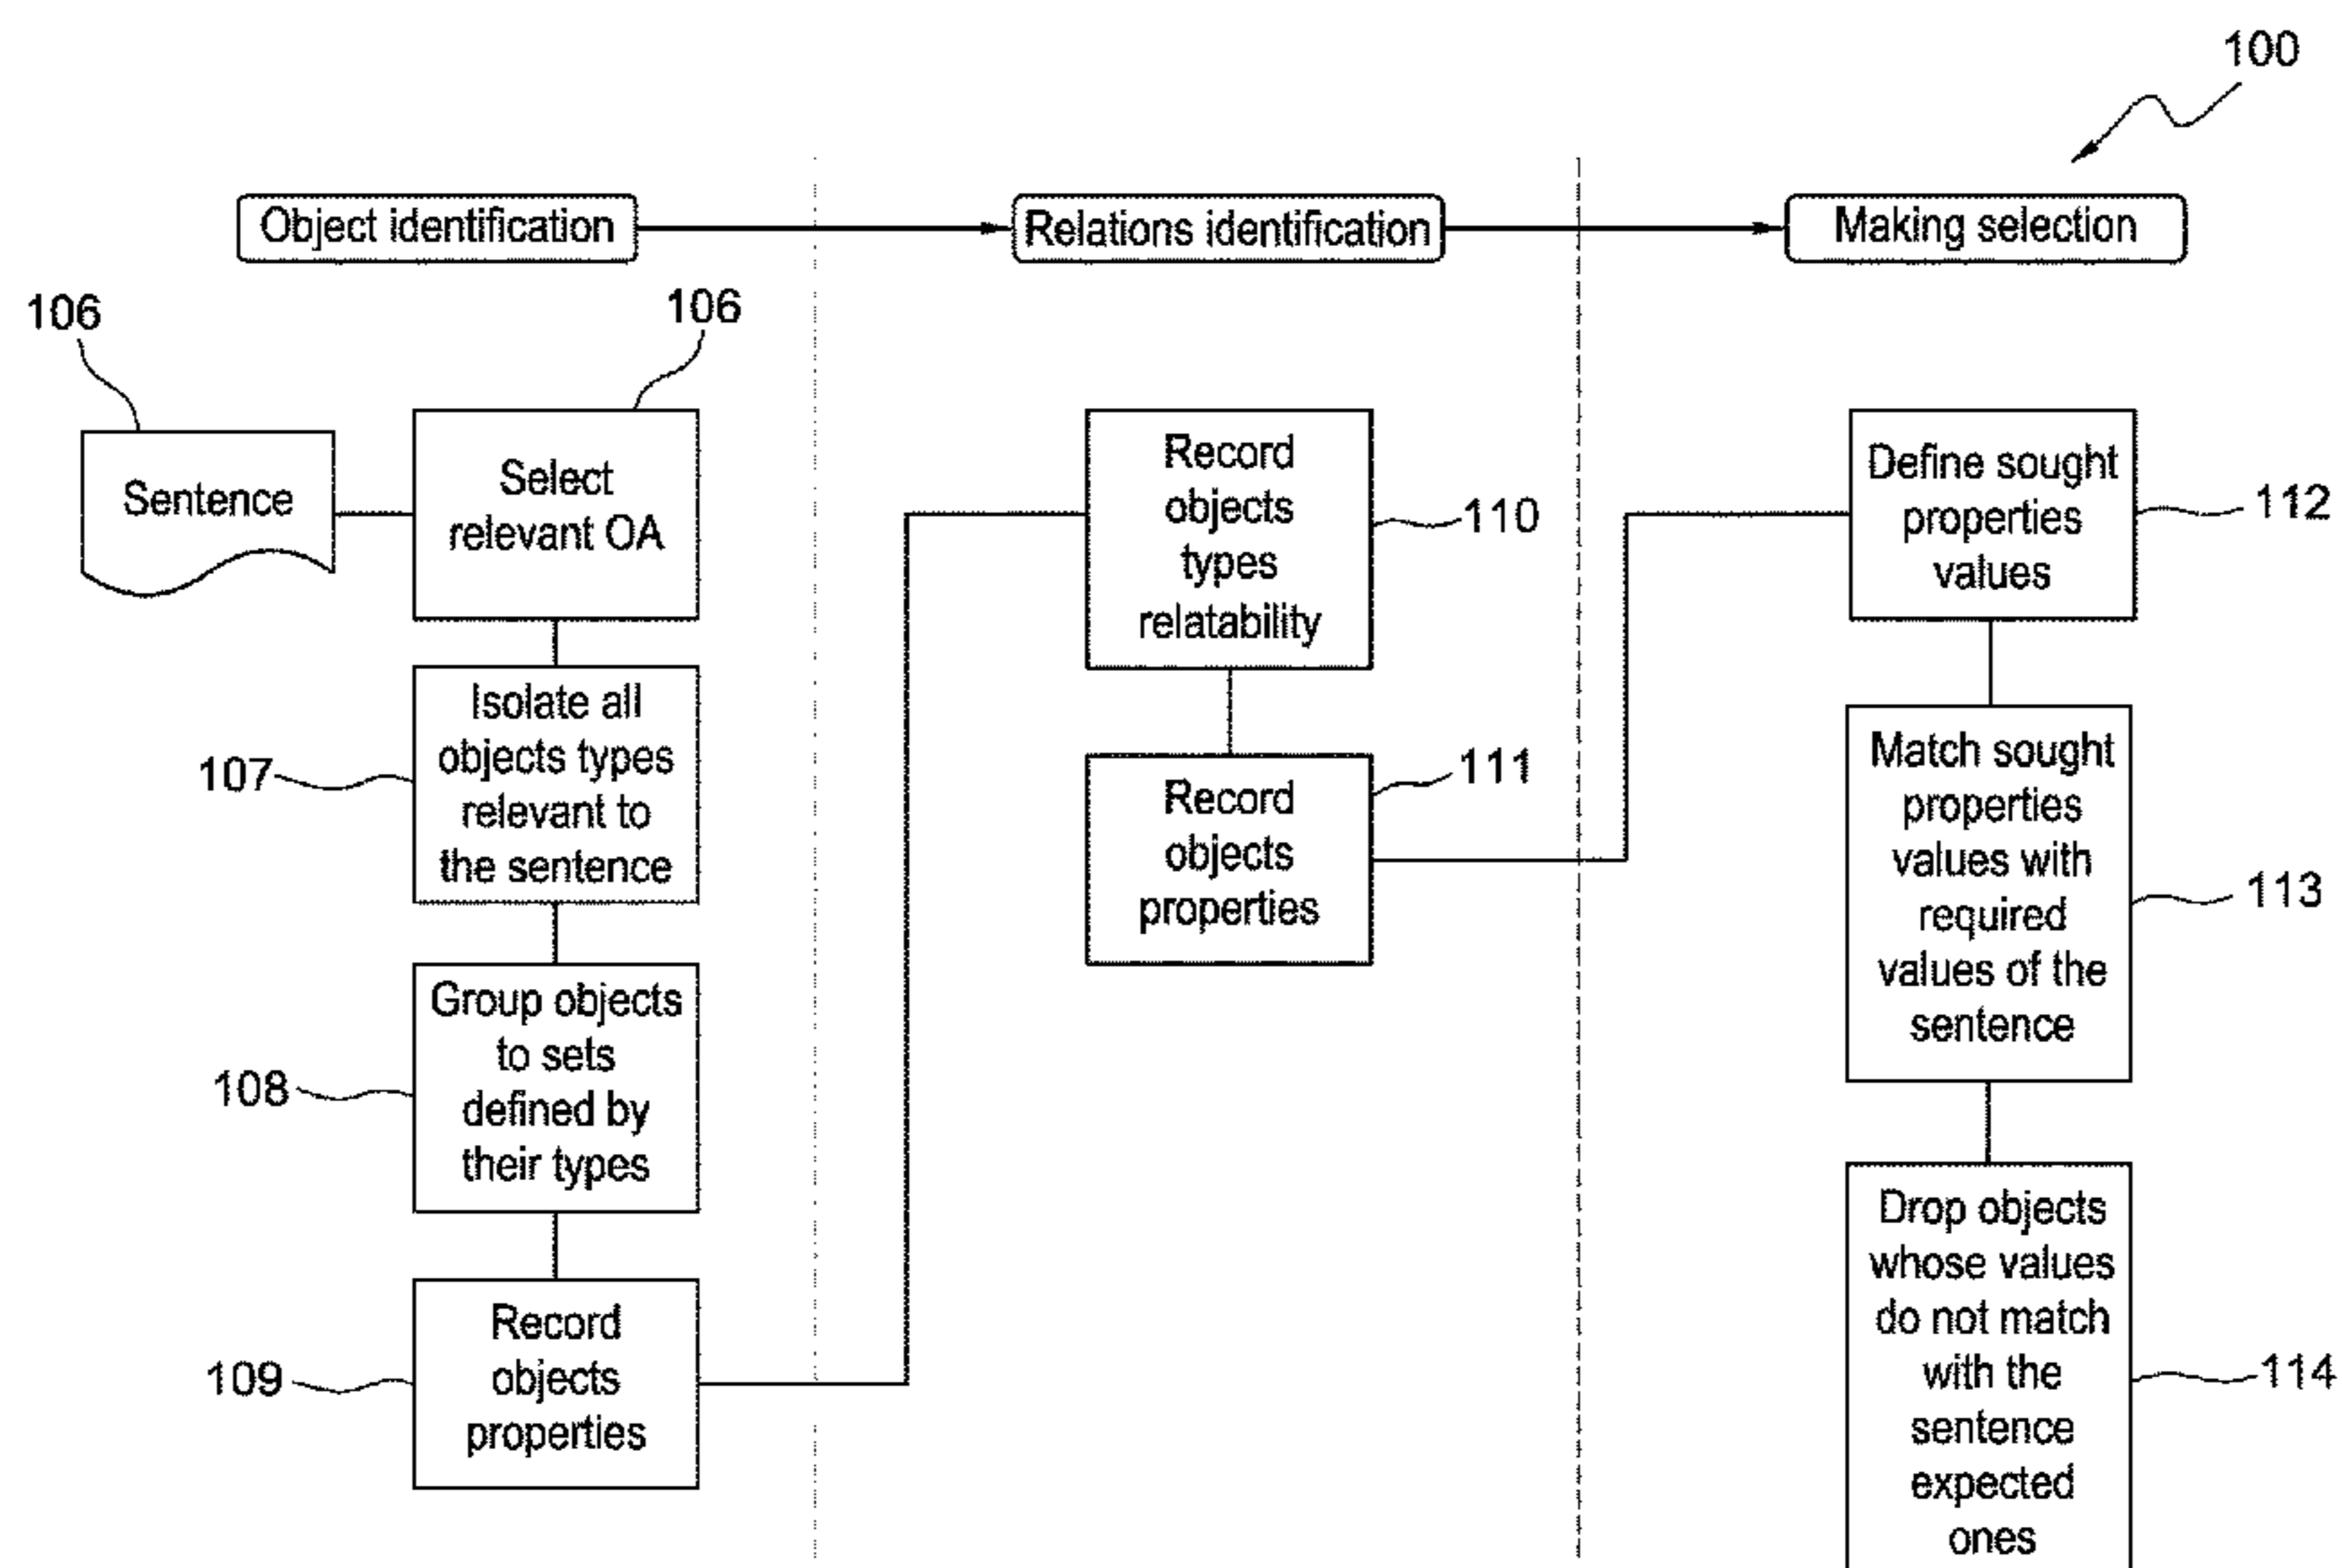 100
Object identification
Relations identification
Making selection
106
106
Sentence
Select
relevant OA
107
Isolate all
objects types
relevant to
the sentence
108
Group objects
to sets
defined by
their types
109
Record
objects
properties
Record
objects
types
relatability
110
Record
objects
properties
111
Define sought
properties
values
112
Match sought
properties
values with
required
values of the
sentence
113
Drop objects
whose values
do not match
with the
sentence
expected
ones
114